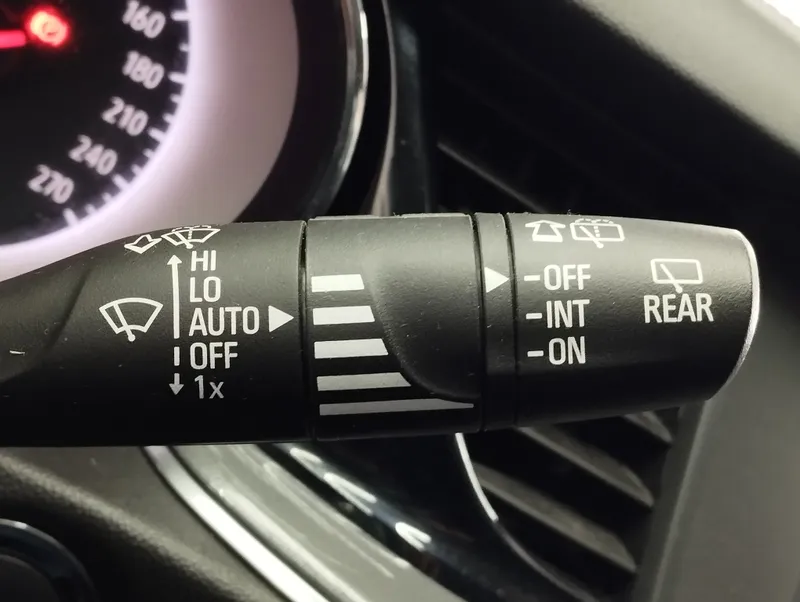 160
180
210
240
270
HI
LO
AUTO
OFF
1x
-OFF
-INT
-ON
REAR